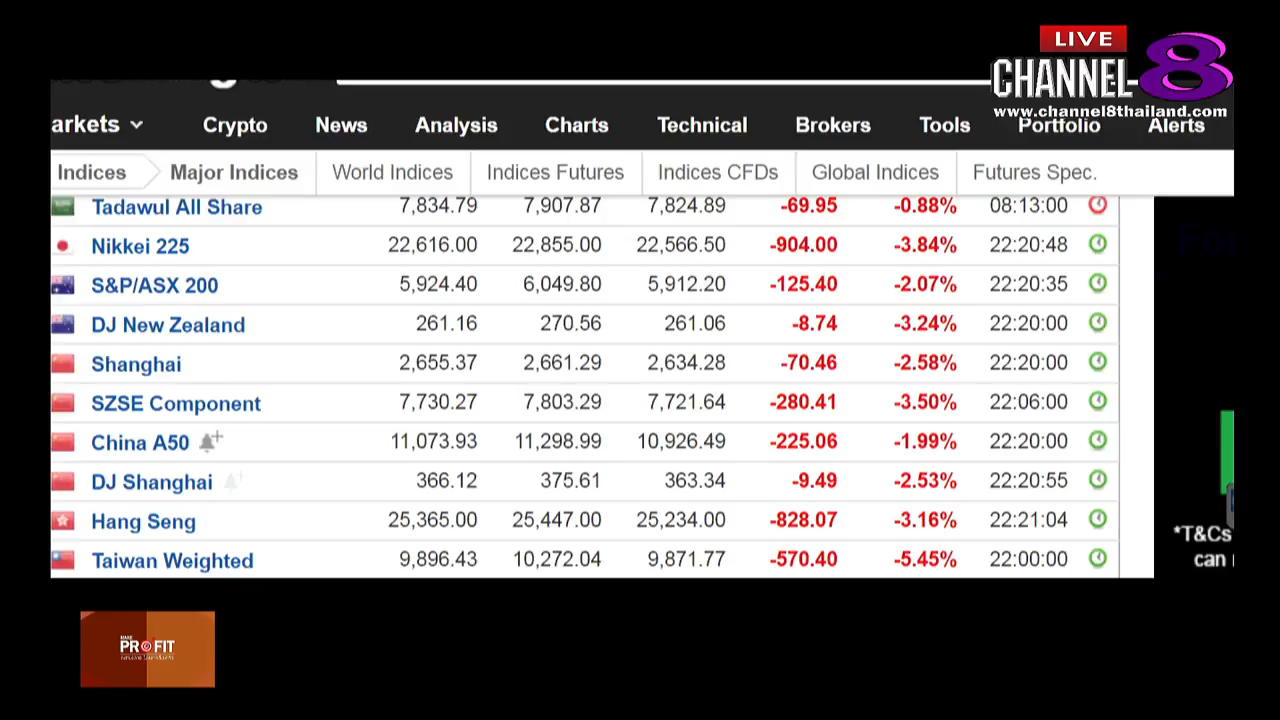 LIVE
CHANNEL 8
www.channel8thailand.com
arkets Crypto News Analysis Charts Technical Brokers Tools Portfolio Alerts
Indices Major Indices World Indices Indices Futures Indices CFDs Global Indices Futures Spec.
Tadawul All Share 7,834.79 7,907.87 7,824.89 -69.95 -0.88% 08:13:00
Nikkei 225 22,616.00 22,855.00 22,566.50 -904.00 -3.84% 22:20:48
S&P/ASX 200 5,924.40 6,049.80 5,912.20 -125.40 -2.07% 22:20:35
DJ New Zealand 261.16 270.56 261.06 -8.74 -3.24% 22:20:00
Shanghai 2,655.37 2,661.29 2,634.28 -70.46 -2.58% 22:20:00
SZSE Component 7,730.27 7,803.29 7,721.64 -280.41 -3.50% 22:06:00
China A50 11,073.93 11,298.99 10,926.49 -225.06 -1.99% 22:20:00
DJ Shanghai 366.12 375.61 363.34 -9.49 -2.53% 22:20:55
Hang Seng 25,365.00 25,447.00 25,234.00 -828.07 -3.16% 22:21:04
Taiwan Weighted 9,896.43 10,272.04 9,871.77 -570.40 -5.45% 22:00:00
*T&Cs
can
MAKE
PROFIT